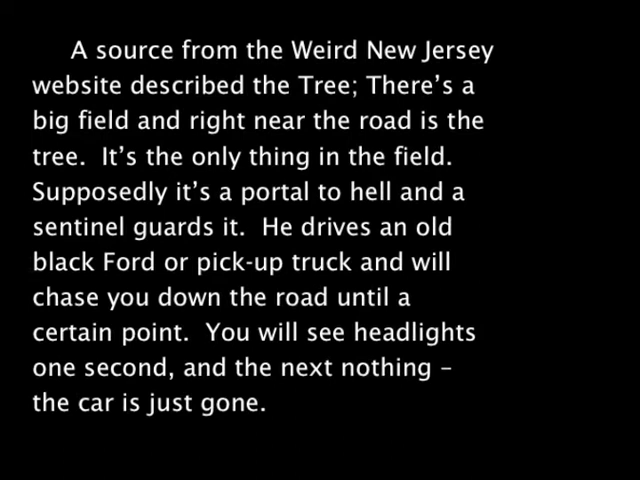 A source from the Weird New Jersey
website described the Tree; There’s a
big field and right near the road is the
tree.  It’s the only thing in the field.
Supposedly it’s a portal to hell and a
sentinel guards it.  He drives an old
black Ford or pick-up truck and will
chase you down the road until a
certain point.  You will see headlights
one second, and the next nothing –
the car is just gone.